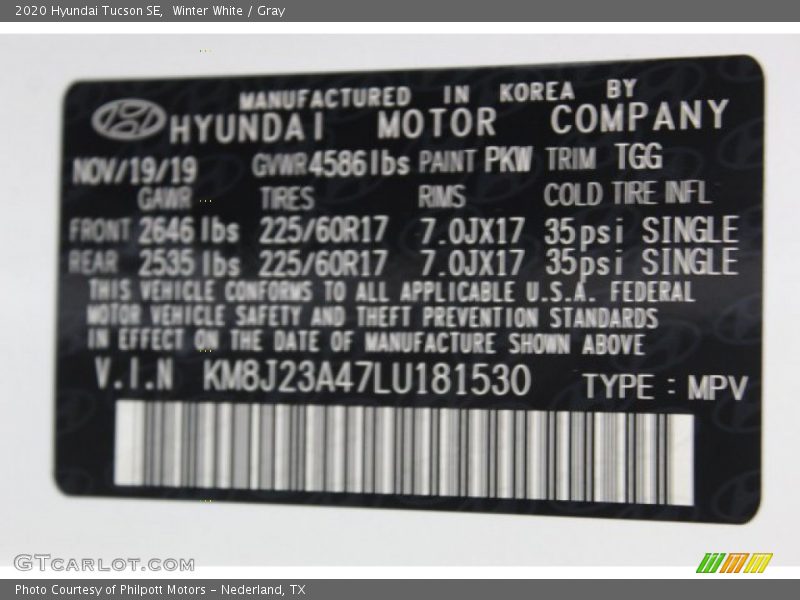 2020 Hyundai Tucson SE, Winter White / Gray
MANUFACTURED IN KOREA BY
HYUNDAI MOTOR COMPANY
NOV/19/19 GVWR 4586lbs PAINT PKW TRIM TGG
GAWR TIRES RIMS COLD TIRE INFL
FRONT 2646 lbs 225/60R17 7.0JX17 35psi SINGLE
REAR 2535 lbs 225/60R17 7.0JX17 35psi SINGLE
THIS VEHICLE CONFORMS TO ALL APPLICABLE U.S.A. FEDERAL
MOTOR VEHICLE SAFETY AND THEFT PREVENTION STANDARDS
IN EFFECT ON THE DATE OF MANUFACTURE SHOWN ABOVE
V.I.N KM8J23A47LU181530 TYPE : MPV
GTCARLOT.COM
Photo Courtesy of Philpott Motors - Nederland, TX